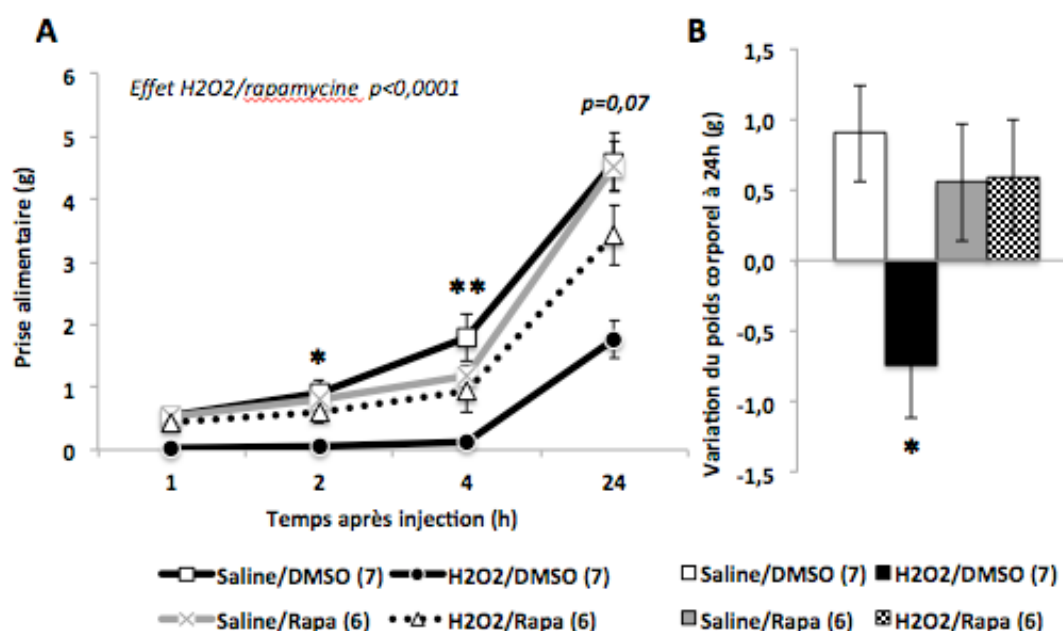 A
Effet H2O2/rapamycine p<0,0001
p=0,07
6
5
4
3
2
1
0
Prise alimentaire (g)
*
**
1 2 4 24
Temps après injection (h)
Saline/DMSO (7) H2O2/DMSO (7)
Saline/Rapa (6) H2O2/Rapa (6)
B
1,5
1,0
0,5
0,0
-0,5
-1,0
-1,5
Variation du poids corporel à 24h (g)
*
Saline/DMSO (7) H2O2/DMSO (7)
Saline/Rapa (6) H2O2/Rapa (6)